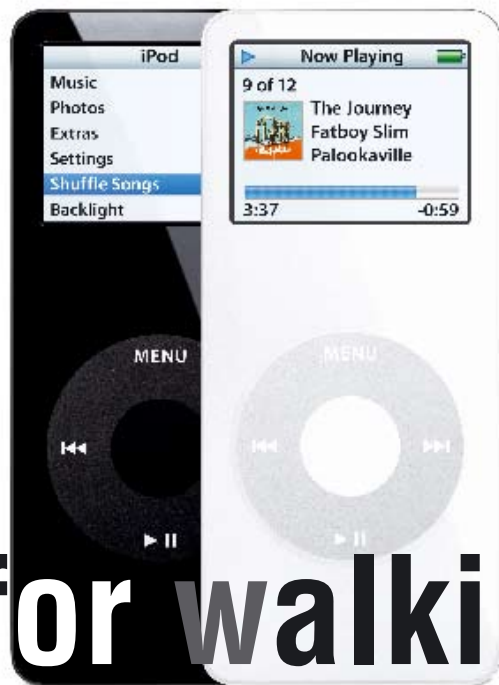 iPod
Music
Photos
Extras
Settings
Shuffle Songs
Backlight
Now Playing
9 of 12
The Journey
Fatboy Slim
Palookaville
3:37 -0:59
MENU
MENU
for walki